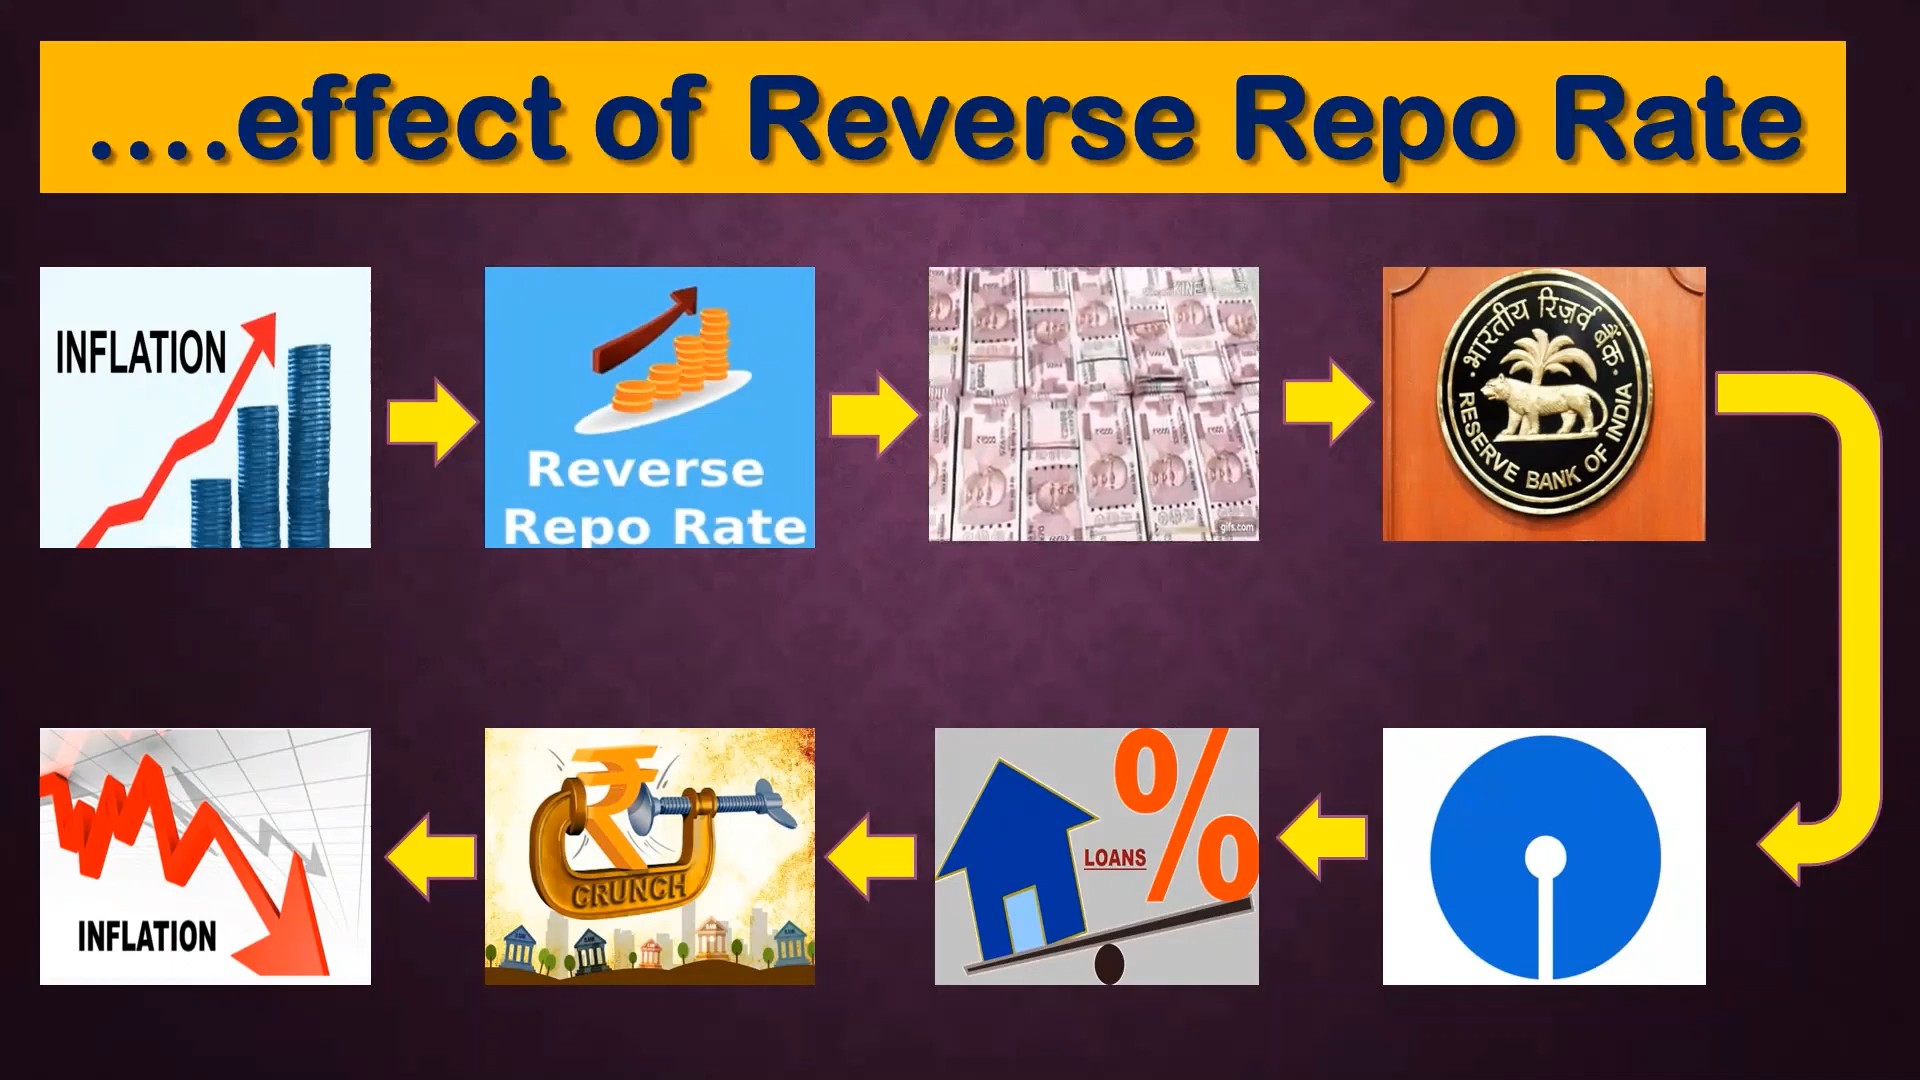 ....effect of Reverse Repo Rate
INFLATION
Reverse
Repo Rate
gifs.com
भारतीय रिज़र्व बैंक
RESERVE BANK OF INDIA
LOANS %
₹
CRUNCH
INFLATION